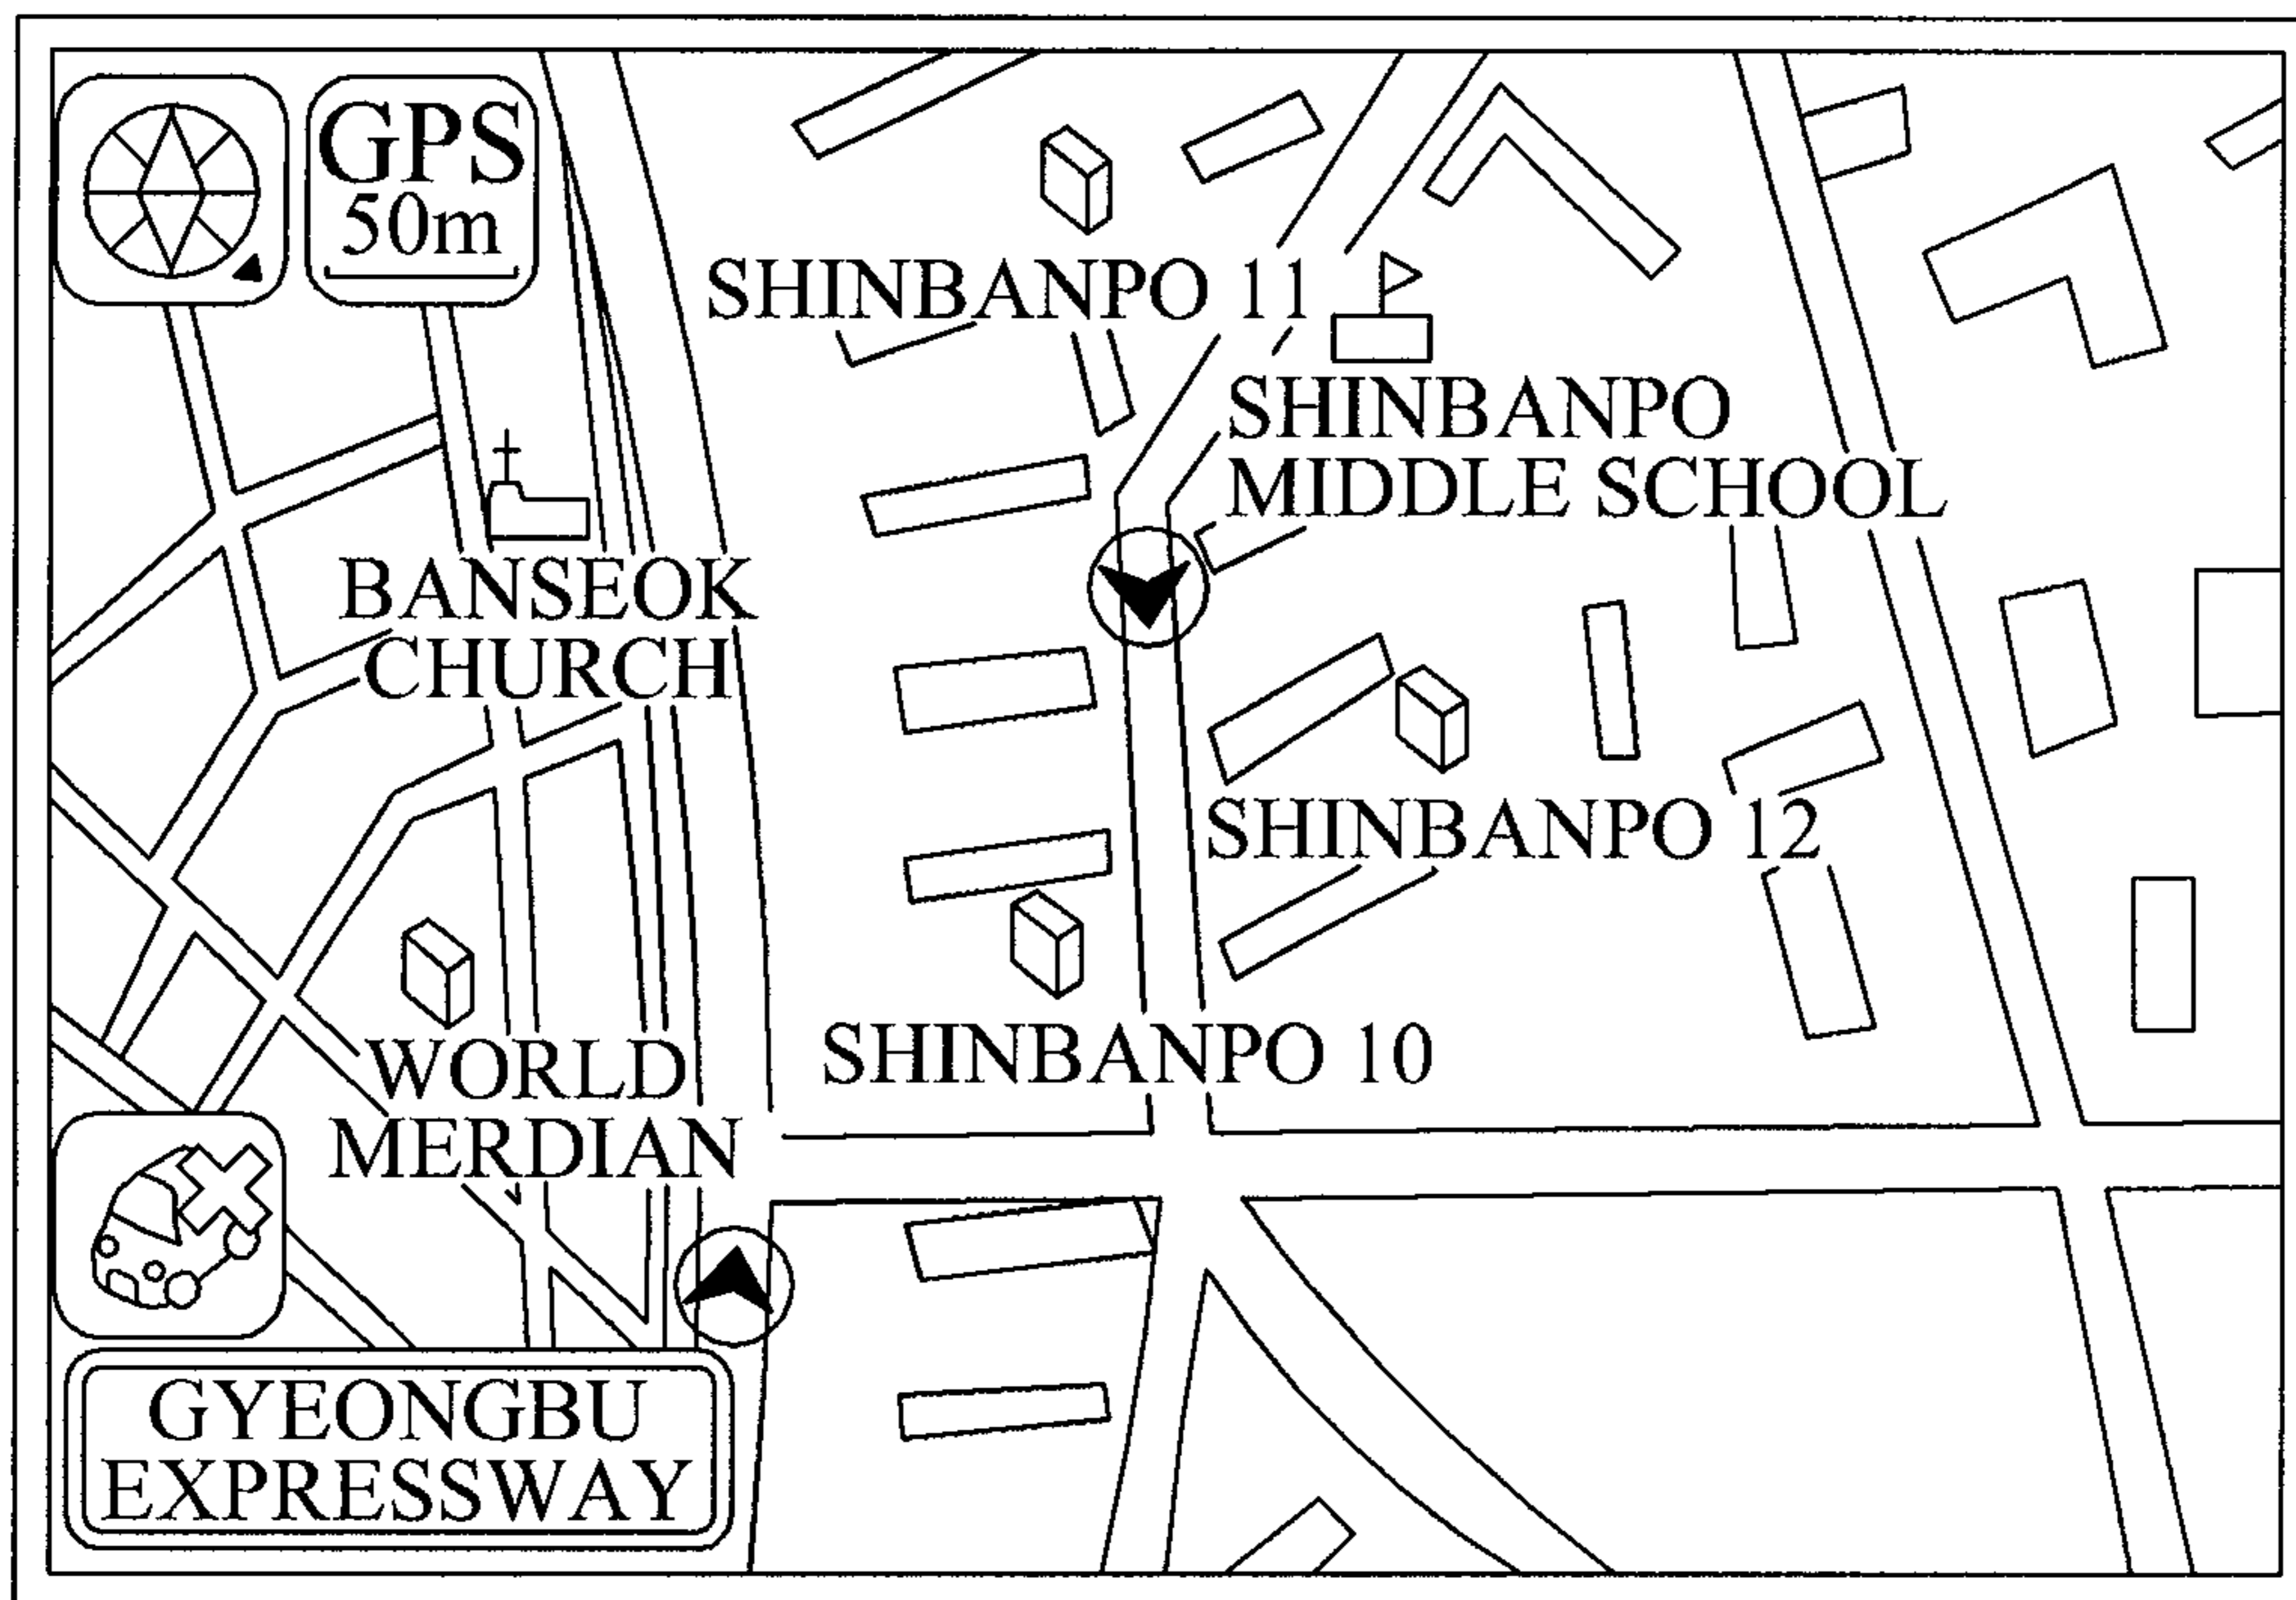 GPS
50m
SHINBANPO 11
SHINBANPO
MIDDLE SCHOOL
BANSEOK
CHURCH
SHINBANPO 12
WORLD
MERDIAN
SHINBANPO 10
GYEONGBU
EXPRESSWAY